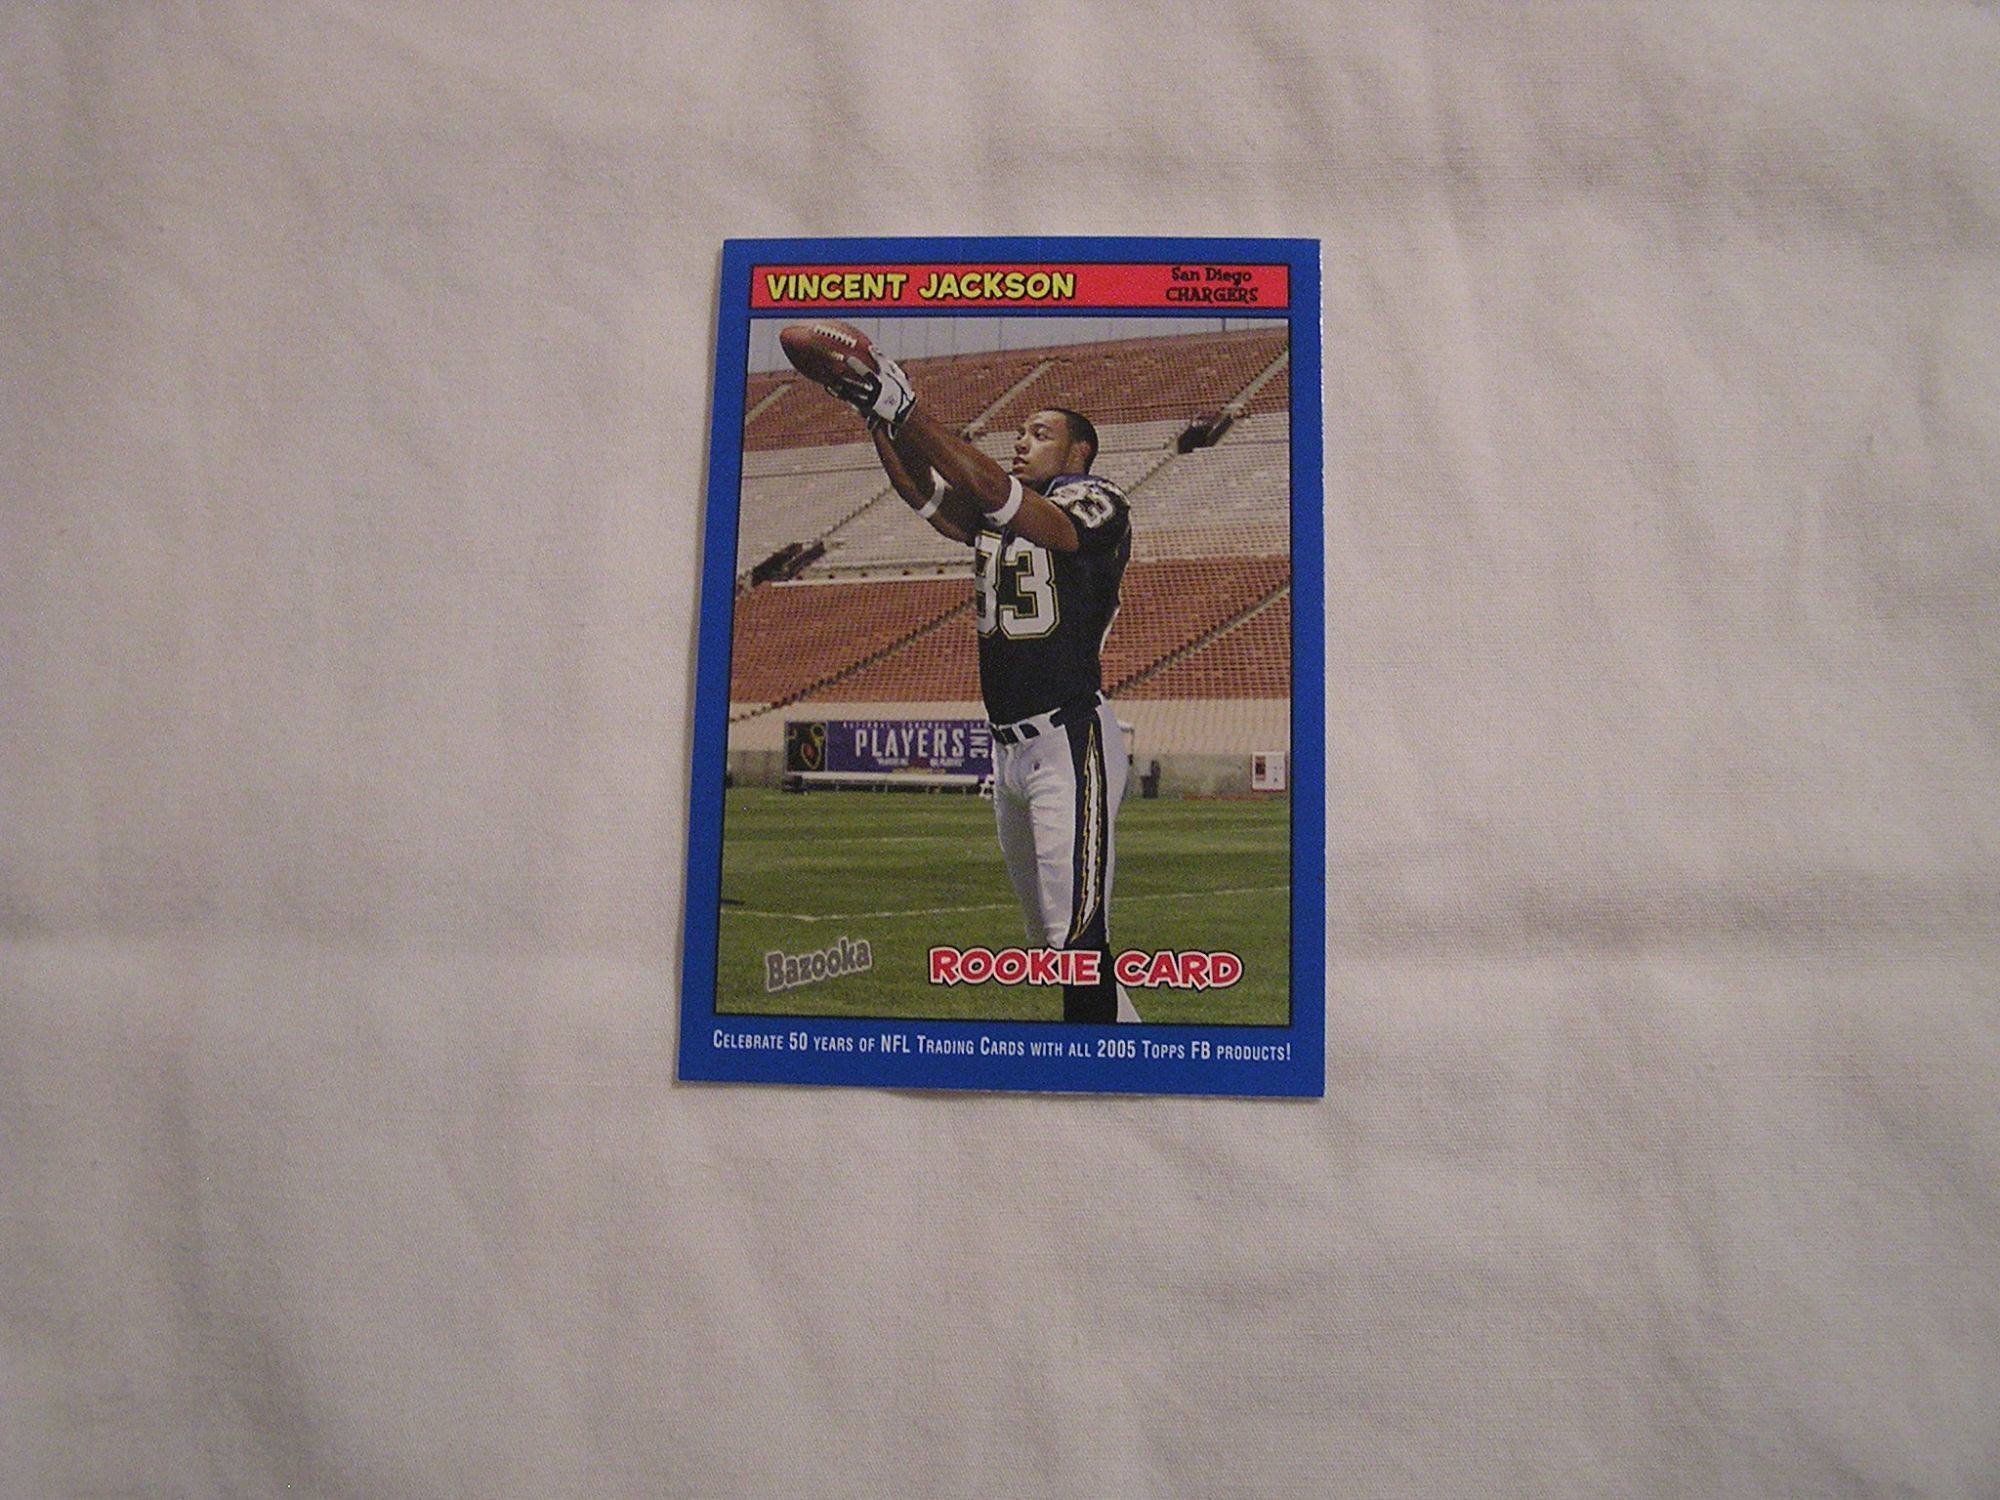 VINCENT JACKSON
San Diego
CHARGERS
83
33
PLAYERS INC
Bazooka
ROOKIE CARD
CELEBRATE 50 YEARS OF NFL TRADING CARDS WITH ALL 2005 TOPPS FB PRODUCTS!